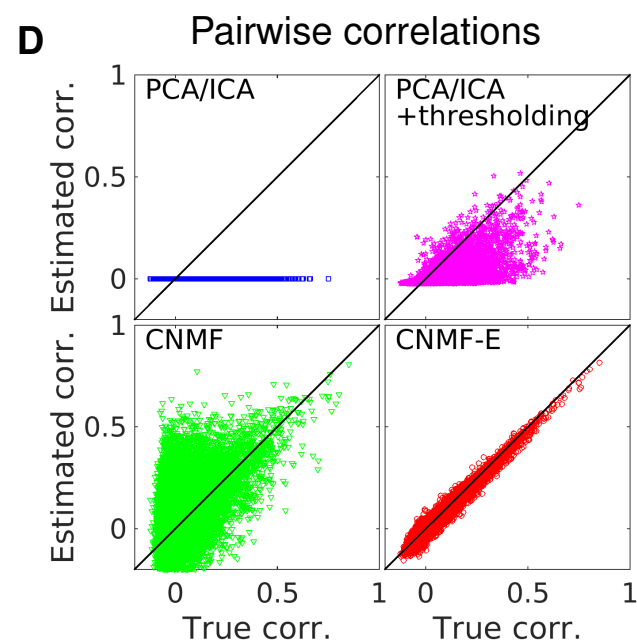 D
Pairwise correlations
1
PCA/ICA
PCA/ICA
+thresholding
Estimated corr.
0.5
0
1
CNMF
CNMF-E
Estimated corr.
0.5
0
0
0.5
1
0
0.5
1
True corr.
True corr.